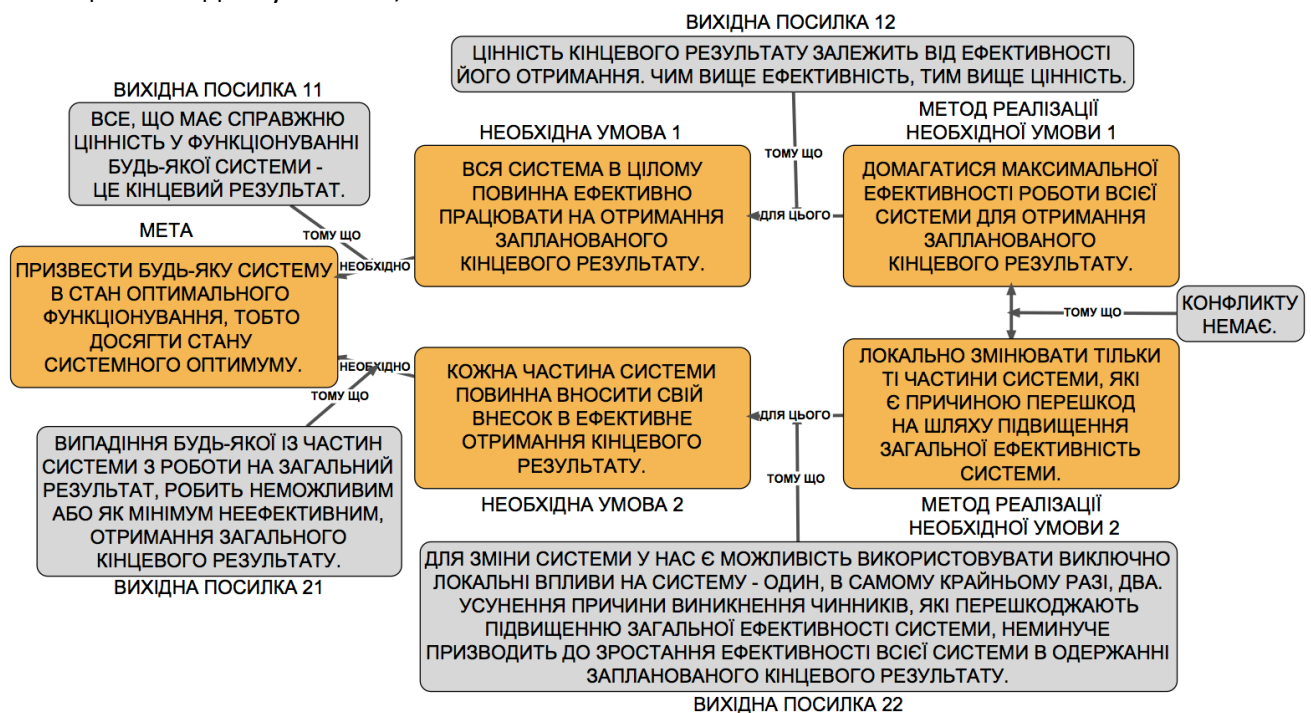 ВИХІДНА ПОСИЛКА 12
ЦІННІСТЬ КІНЦЕВОГО РЕЗУЛЬТАТУ ЗАЛЕЖИТЬ ВІД ЕФЕКТИВНОСТІ
ЙОГО ОТРИМАННЯ. ЧИМ ВИЩЕ ЕФЕКТИВНІСТЬ, ТИМ ВИЩЕ ЦІННІСТЬ.
ВИХІДНА ПОСИЛКА 11
ВСЕ, ЩО МАЄ СПРАВЖНЮ
ЦІННІСТЬ У ФУНКЦІОНУВАННІ
БУДЬ-ЯКОЇ СИСТЕМИ -
ЦЕ КІНЦЕВИЙ РЕЗУЛЬТАТ.
ТОМУ ЩО
НЕОБХІДНО
МЕТА
ПРИЗВЕСТИ БУДЬ-ЯКУ СИСТЕМУ
В СТАН ОПТИМАЛЬНОГО
ФУНКЦІОНУВАННЯ, ТОБТО
ДОСЯГТИ СТАНУ
СИСТЕМНОГО ОПТИМУМУ.
НЕОБХІДНА УМОВА 1
ВСЯ СИСТЕМА В ЦІЛОМУ
ПОВИННА ЕФЕКТИВНО
ПРАЦЮВАТИ НА ОТРИМАННЯ
ЗАПЛАНОВАНОГО
КІНЦЕВОГО РЕЗУЛЬТАТУ.
ТОМУ ЩО
ДЛЯ ЦЬОГО
МЕТОД РЕАЛІЗАЦІЇ
НЕОБХІДНОЇ УМОВИ 1
ДОМАГАТИСЯ МАКСИМАЛЬНОЇ
ЕФЕКТИВНОСТІ РОБОТИ ВСІЄЇ
СИСТЕМИ ДЛЯ ОТРИМАННЯ
ЗАПЛАНОВАНОГО
КІНЦЕВОГО РЕЗУЛЬТАТУ.
ТОМУ ЩО
КОНФЛИКТУ
НЕМАЄ.
НЕОБХІДНО
ТОМУ ЩО
КОЖНА ЧАСТИНА СИСТЕМИ
ПОВИННА ВНОСИТИ СВІЙ
ВНЕСОК В ЕФЕКТИВНЕ
ОТРИМАННЯ КІНЦЕВОГО
РЕЗУЛЬТАТУ.
НЕОБХІДНА УМОВА 2
ДЛЯ ЦЬОГО
ТОМУ ЩО
ЛОКАЛЬНО ЗМІНЮВАТИ ТІЛЬКИ
ТІ ЧАСТИНИ СИСТЕМИ, ЯКІ
Є ПРИЧИНОЮ ПЕРЕШКОД
НА ШЛЯХУ ПІДВИЩЕННЯ
ЗАГАЛЬНОЇ ЕФЕКТИВНІСТЬ
СИСТЕМИ.
МЕТОД РЕАЛІЗАЦІЇ
НЕОБХІДНОЇ УМОВИ 2
ВИПАДІННЯ БУДЬ-ЯКОЇ ІЗ ЧАСТИН
СИСТЕМИ З РОБОТИ НА ЗАГАЛЬНИЙ
РЕЗУЛЬТАТ, РОБИТЬ НЕМОЖЛИВИМ
АБО ЯК МІНІМУМ НЕЕФЕКТИВНИМ,
ОТРИМАННЯ ЗАГАЛЬНОГО
КІНЦЕВОГО РЕЗУЛЬТАТУ.
ВИХІДНА ПОСИЛКА 21
ДЛЯ ЗМІНИ СИСТЕМИ У НАС Є МОЖЛИВІСТЬ ВИКОРИСТОВУВАТИ ВИКЛЮЧНО
ЛОКАЛЬНІ ВПЛИВИ НА СИСТЕМУ - ОДИН, В САМОМУ КРАЙНЬОМУ РАЗІ, ДВА.
УСУНЕННЯ ПРИЧИНИ ВИНИКНЕННЯ ЧИННИКІВ, ЯКІ ПЕРЕШКОДЖАЮТЬ
ПІДВИЩЕННЮ ЗАГАЛЬНОЇ ЕФЕКТИВНОСТІ СИСТЕМИ, НЕМИНУЧЕ
ПРИЗВОДИТЬ ДО ЗРОСТАННЯ ЕФЕКТИВНОСТІ ВСІЄЇ СИСТЕМИ В ОДЕРЖАННІ
ЗАПЛАНОВАНОГО КІНЦЕВОГО РЕЗУЛЬТАТУ.
ВИХІДНА ПОСИЛКА 22